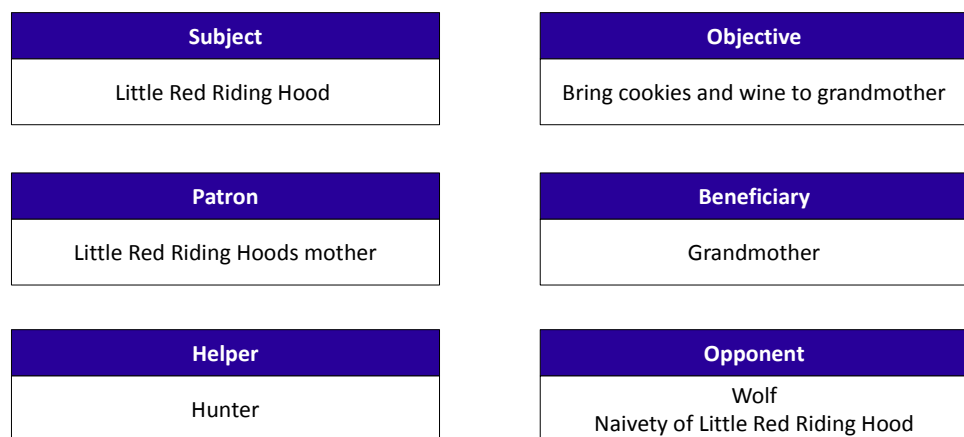 Subject
Objective
Little Red Riding Hood
Bring cookies and wine to grandmother
Patron
Beneficiary
Little Red Riding Hoods mother
Grandmother
Helper
Opponent
Hunter
Wolf
Naivety of Little Red Riding Hood